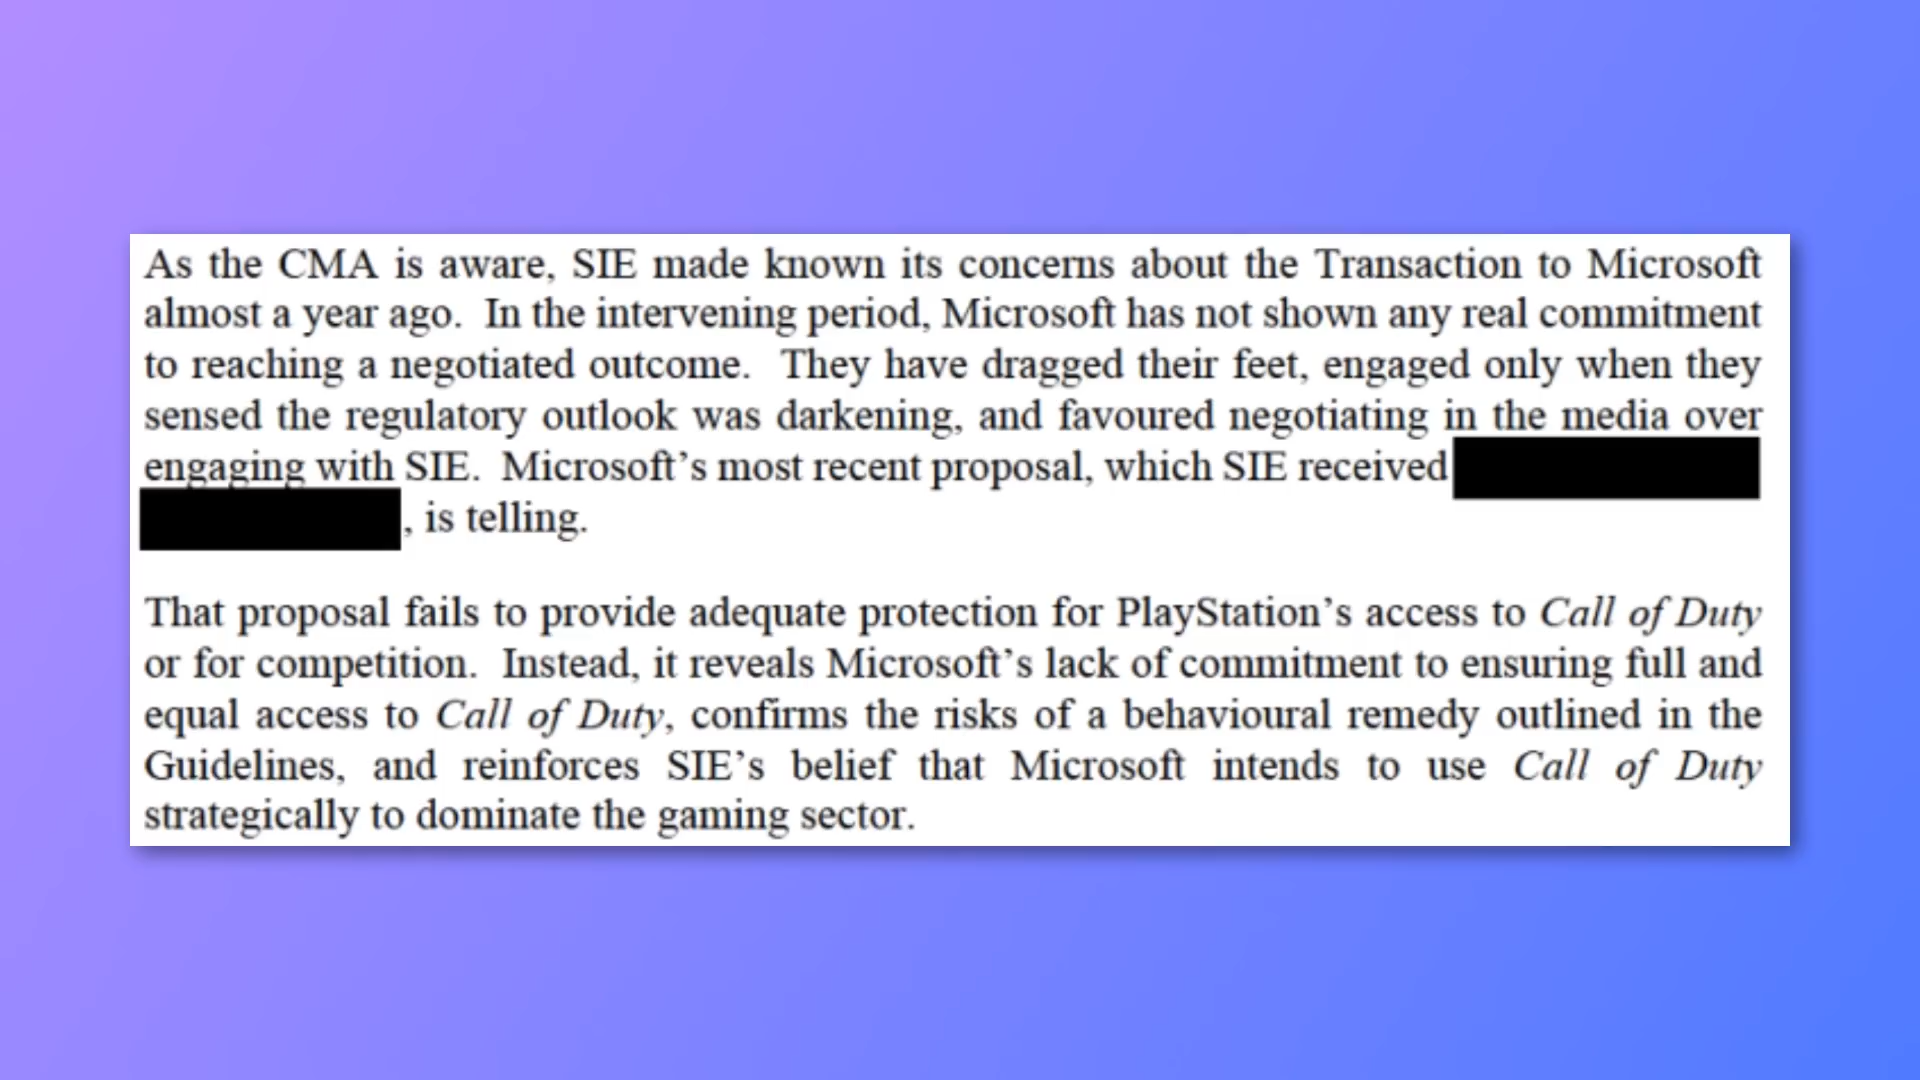 As the CMA is aware, SIE made known its concerns about the Transaction to Microsoft
almost a year ago. In the intervening period, Microsoft has not shown any real commitment
to reaching a negotiated outcome. They have dragged their feet, engaged only when they
sensed the regulatory outlook was darkening, and favoured negotiating in the media over
engaging with SIE. Microsoft’s most recent proposal, which SIE received
, is telling.
That proposal fails to provide adequate protection for PlayStation’s access to Call of Duty
or for competition. Instead, it reveals Microsoft’s lack of commitment to ensuring full and
equal access to Call of Duty, confirms the risks of a behavioural remedy outlined in the
Guidelines, and reinforces SIE’s belief that Microsoft intends to use Call of Duty
strategically to dominate the gaming sector.